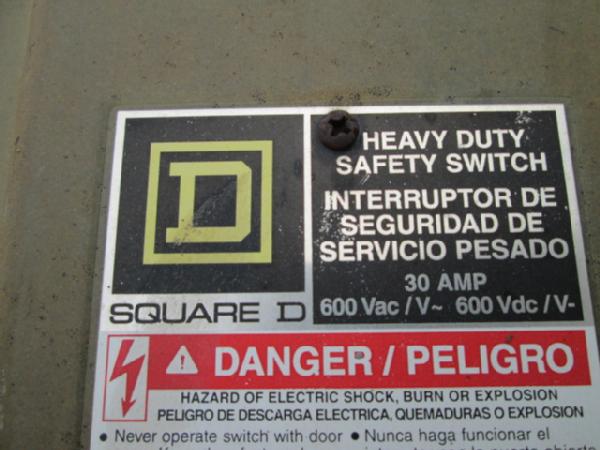 D
HEAVY DUTY
SAFETY SWITCH
INTERRUPTOR DE
SEGURIDAD DE
SERVICIO PESADO
30 AMP
600 Vac / V~ 600 Vdc / V-
SQUARE D
DANGER / PELIGRO
HAZARD OF ELECTRIC SHOCK, BURN OR EXPLOSION
PELIGRO DE DESCARGA ELECTRICA, QUEMADURAS O EXPLOSION
• Never operate switch with door • Nunca haga funcionar el